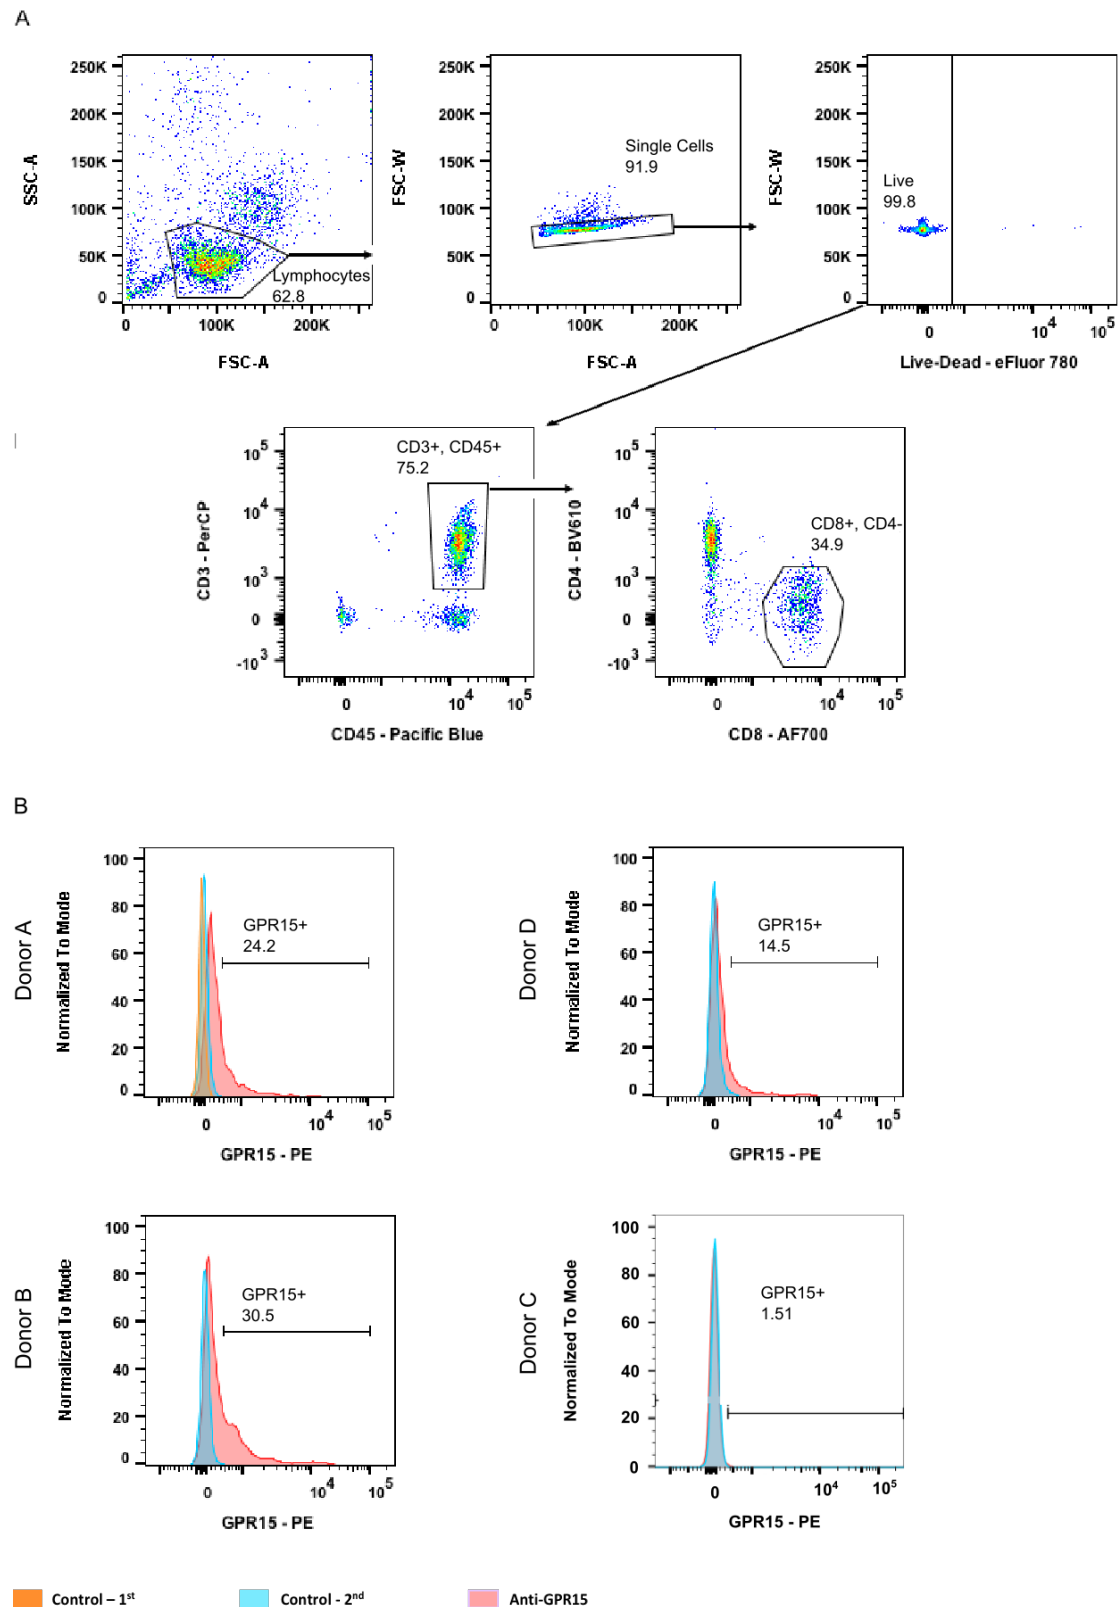 A
250K
200K
150K
100K
50K
0
SSC-A
Lymphocytes
62.8
0
100K
200K
FSC-A
250K
200K
150K
100K
50K
0
FSC-W
Single Cells
91.9
0
100K
200K
FSC-A
250K
200K
150K
100K
50K
0
FSC-W
Live
99.8
0
10^4
10^5
Live-Dead - eFluor 780
10^5
10^4
10^3
0
-10^3
CD3 - PerCP
CD3+, CD45+
75.2
0
10^4
10^5
CD45 - Pacific Blue
10^5
10^4
10^3
0
-10^3
CD4 - BV610
CD8+, CD4-
34.9
0
10^4
10^5
CD8 - AF700
B
Donor A
Normalized To Mode
100
80
60
40
20
0
GPR15+
24.2
0
10^4
10^5
GPR15 - PE
Donor D
Normalized To Mode
100
80
60
40
20
0
GPR15+
14.5
0
10^4
10^5
GPR15 - PE
Donor B
Normalized To Mode
100
80
60
40
20
0
GPR15+
30.5
0
10^4
10^5
GPR15 - PE
Donor C
Normalized To Mode
100
80
60
40
20
0
GPR15+
1.51
0
10^4
10^5
GPR15 - PE
Control – 1st
Control - 2nd
Anti-GPR15